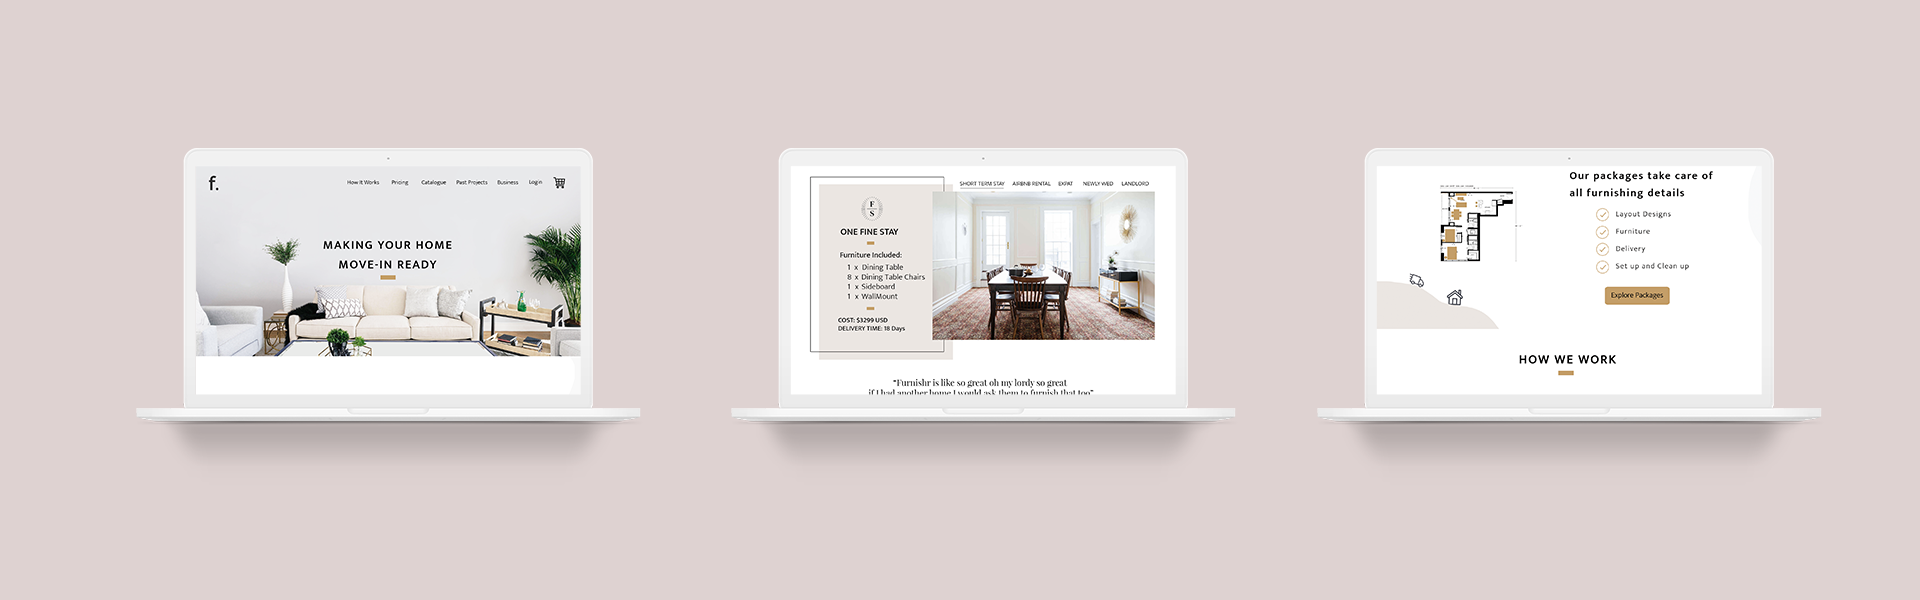 f.
How It Works Pricing Catalogue Past Projects Business Login
MAKING YOUR HOME
MOVE-IN READY
SHORT TERM STAY AIRBNB RENTAL EXPAT NEWLY WED LANDLORD
F
S
ONE FINE STAY
Furniture Included:
1 x Dining Table
8 x Dining Table Chairs
1 x Sideboard
1 x WallMount
COST: $3299 USD
DELIVERY TIME: 18 Days
“Furnishr is like so great oh my lordy so great
if I had another home I would ask them to furnish that too”
Our packages take care of
all furnishing details
Layout Designs
Furniture
Delivery
Set up and Clean up
Explore Packages
HOW WE WORK